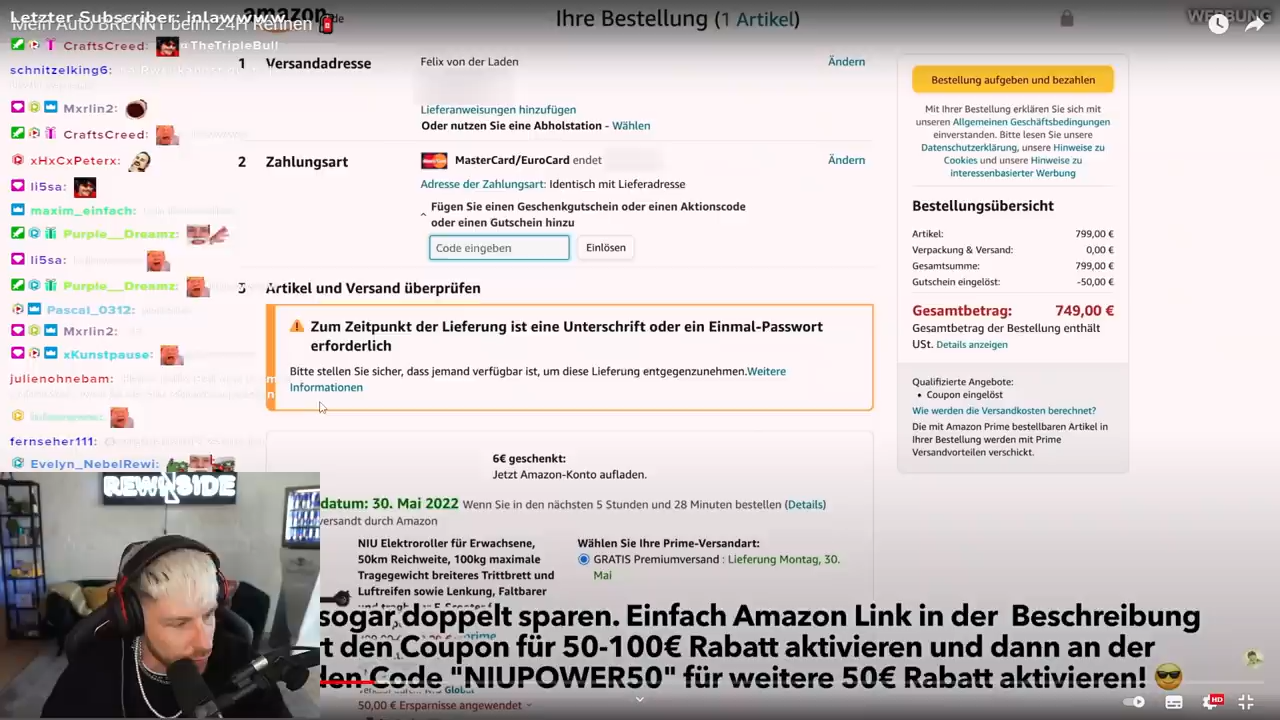 Letzter Subscriber: inlawwww
Mein Auto BRENNT beim 24H Rennen
amazon.de
Ihre Bestellung (1 Artikel)
WERBUNG
CraftsCreed:
TheTripleBull
schnitzelking6:
Mxrlin2:
CraftsCreed:
xHxCxPeterx:
li5sa:
maxim_einfach:
Purple__Dreamz:
li5sa:
Purple__Dreamz:
Pascal_0312:
Mxrlin2:
xKunstpause:
julienohnebam:
fernseher111:
Evelyn_NebelRewi:
1 Versandadresse
Felix von der Laden
Ändern
Lieferanweisungen hinzufügen
Oder nutzen Sie eine Abholstation - Wählen
2 Zahlungsart
MasterCard/EuroCard endet
Ändern
Adresse der Zahlungsart: Identisch mit Lieferadresse
Fügen Sie einen Geschenkgutschein oder einen Aktionscode
oder einen Gutschein hinzu
Code eingeben
Einlösen
3 Artikel und Versand überprüfen
Zum Zeitpunkt der Lieferung ist eine Unterschrift oder ein Einmal-Passwort
erforderlich
Bitte stellen Sie sicher, dass jemand verfügbar ist, um diese Lieferung entgegenzunehmen.Weitere
Informationen
6€ geschenkt:
Jetzt Amazon-Konto aufladen.
datum: 30. Mai 2022 Wenn Sie in den nächsten 5 Stunden und 28 Minuten bestellen (Details)
versandt durch Amazon
NIU Elektroroller für Erwachsene,
50km Reichweite, 100kg maximale
Tragegewicht breiteres Trittbrett und
Luftreifen sowie Lenkung, Faltbarer
Wählen Sie Ihre Prime-Versandart:
GRATIS Premiumversand : Lieferung Montag, 30.
Mai
50,00 € Ersparnisse angewendet
Bestellung aufgeben und bezahlen
Mit Ihrer Bestellung erklären Sie sich mit
unseren Allgemeinen Geschäftsbedingungen
einverstanden. Bitte lesen Sie unsere
Datenschutzerklärung, unsere Hinweise zu
Cookies und unsere Hinweise zu
interessenbasierter Werbung
Bestellungsübersicht
Artikel: 799,00 €
Verpackung & Versand: 0,00 €
Gesamtsumme: 799,00 €
Gutschein eingelöst: -50,00 €
Gesamtbetrag: 749,00 €
Gesamtbetrag der Bestellung enthält
USt. Details anzeigen
Qualifizierte Angebote:
• Coupon eingelöst
Wie werden die Versandkosten berechnet?
Die mit Amazon Prime bestellbaren Artikel in
Ihrer Bestellung werden mit Prime
Versandvorteilen verschickt.
REWINSIDE
sogar doppelt sparen. Einfach Amazon Link in der Beschreibung
t den Coupon für 50-100€ Rabatt aktivieren und dann an der
den Code "NIUPOWER50" für weitere 50€ Rabatt aktivieren!
HD